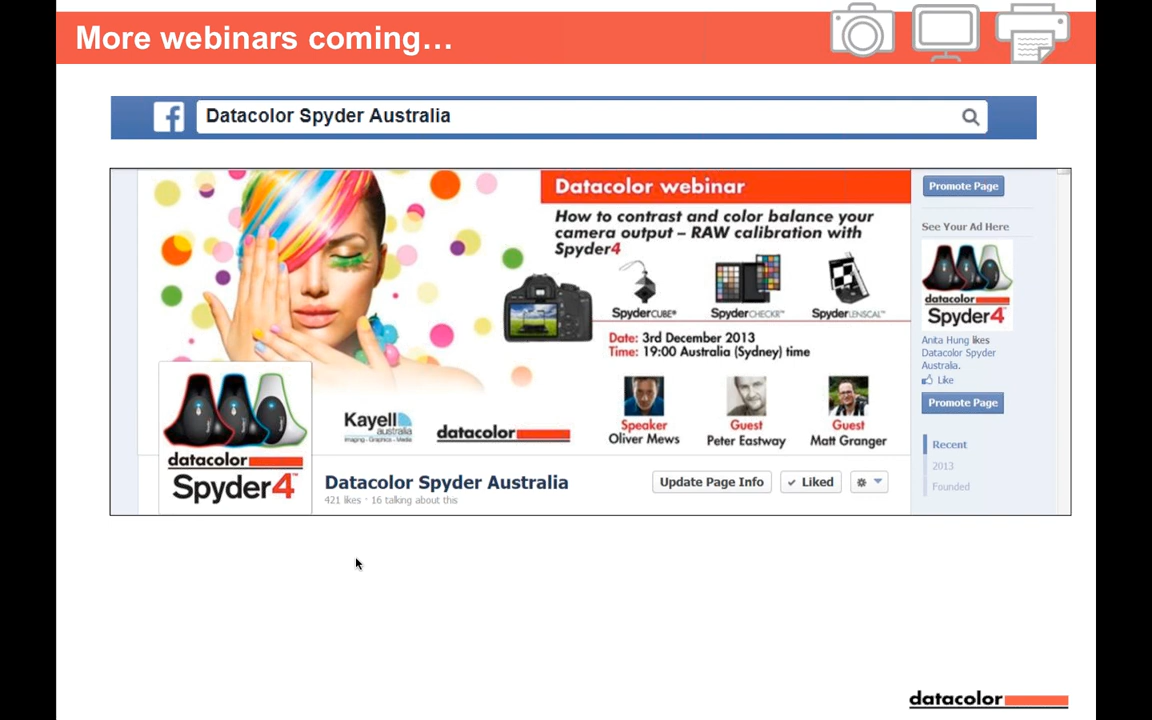 More webinars coming…
Datacolor Spyder Australia
Datacolor webinar
How to contrast and color balance your
camera output – RAW calibration with
Spyder4
SpyderCUBE®
SpyderCHECKR™
SpyderLENSCAL™
Date: 3rd December 2013
Time: 19:00 Australia (Sydney) time
Speaker
Oliver Mews
Guest
Peter Eastway
Guest
Matt Granger
Kayell
australia
Imaging - Graphics - Media
datacolor
datacolor
Spyder4™
Datacolor Spyder Australia
421 likes · 16 talking about this
Update Page Info
Liked
Promote Page
See Your Ad Here
datacolor
Spyder4™
Anita Hung likes
Datacolor Spyder
Australia.
Like
Promote Page
Recent
2013
Founded
datacolor